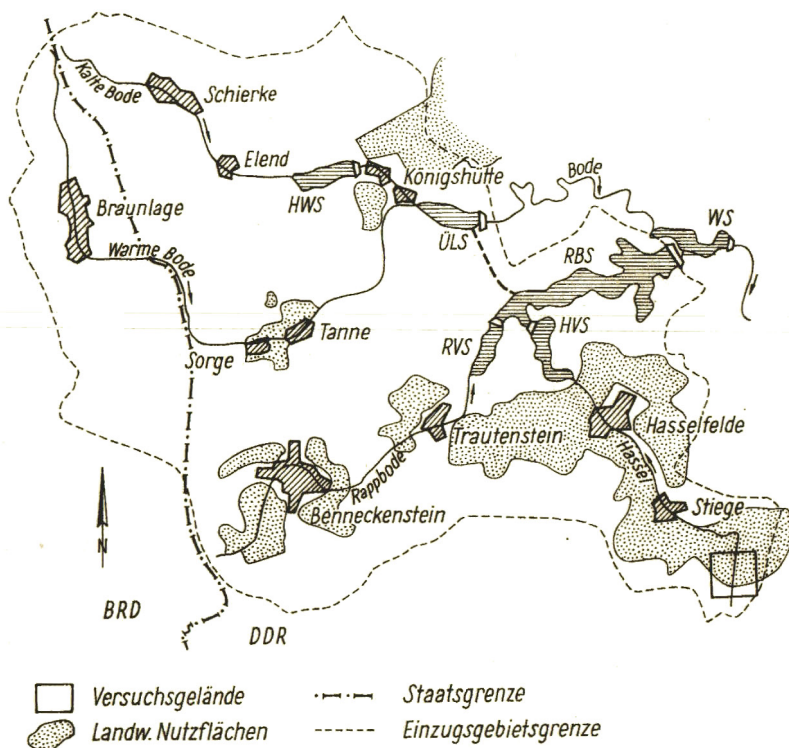 Kalte Bode
Schierke
Elend
Königshütte
Bode
HWS
Braunlage
ÜLS
WS
Warme Bode
RBS
Tanne
Sorge
RVS
HVS
Trautenstein
Hasselfelde
Rappbode
Hassel
Benneckenstein
Stiege
N
BRD
DDR
Versuchsgelände
Staatsgrenze
Landw. Nutzflächen
Einzugsgebietsgrenze